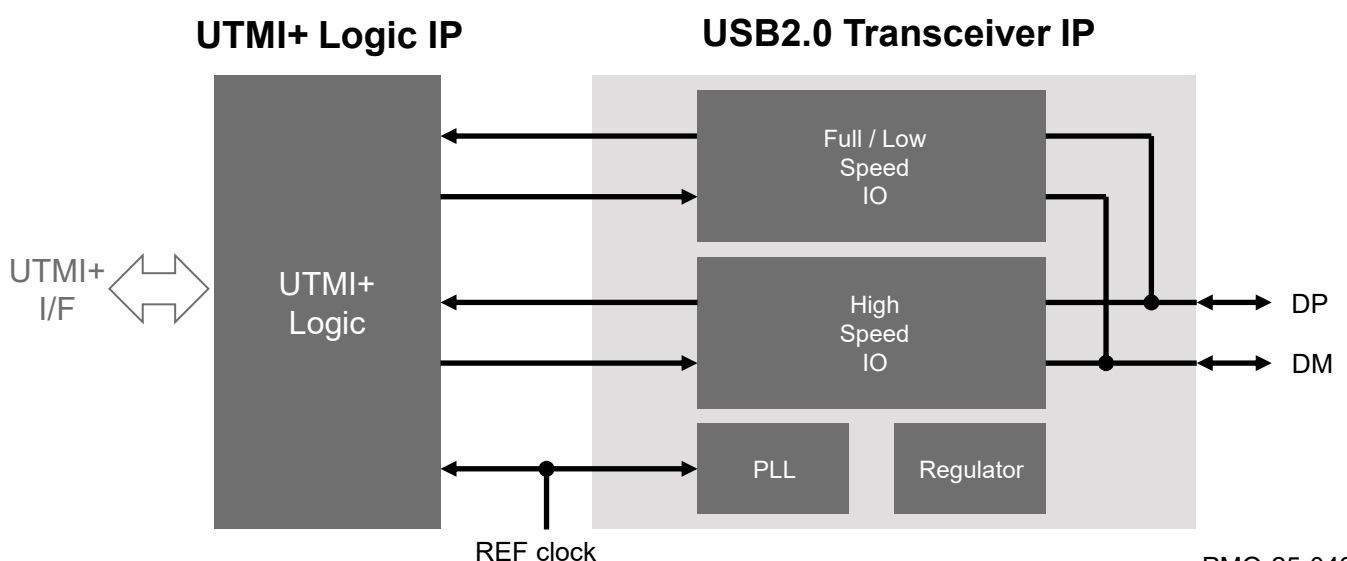 UTMI+ Logic IP
USB2.0 Transceiver IP
Full / Low
Speed
IO
UTMI+
I/F
UTMI+
Logic
High
Speed
IO
DP
DM
PLL
Regulator
REF clock